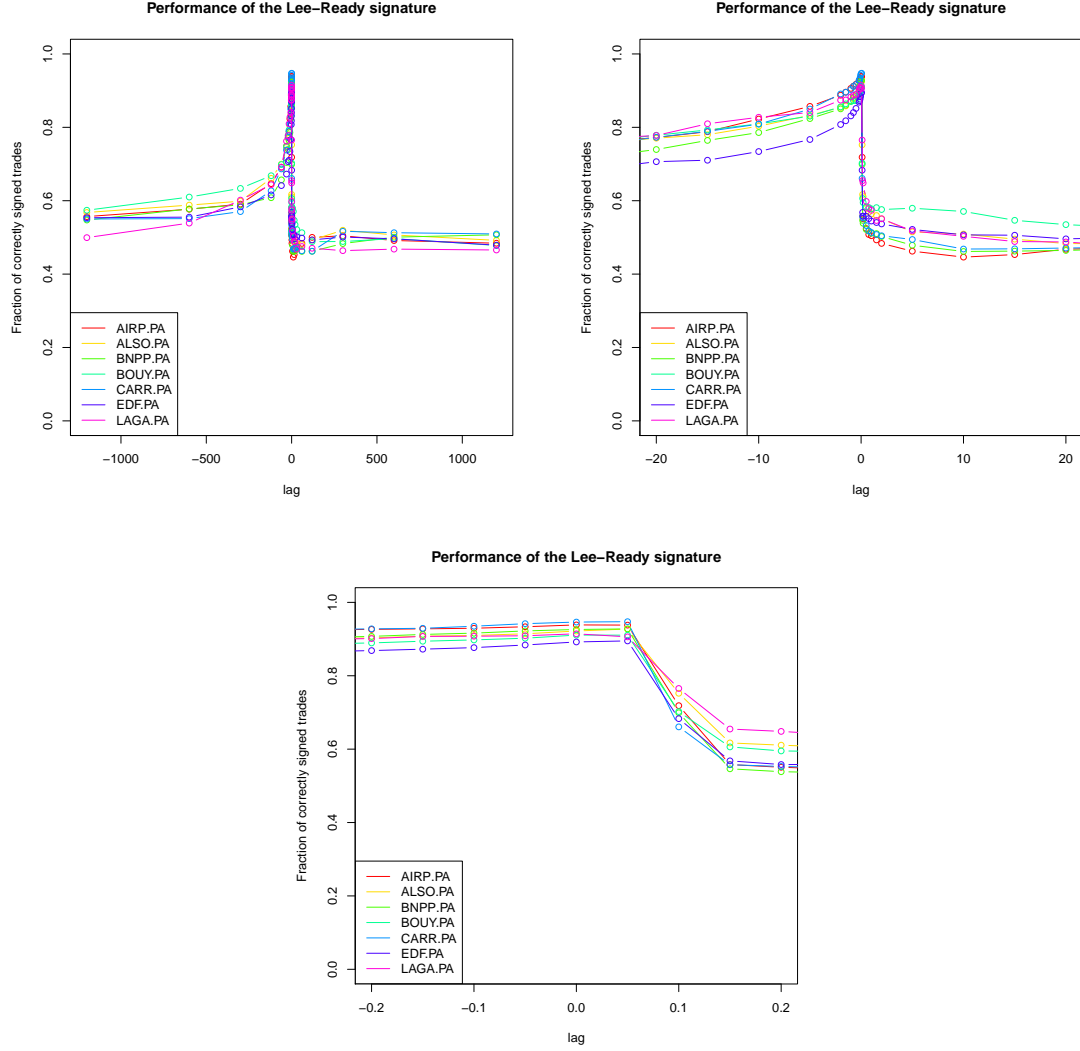 Performance of the Lee−Ready signature
Fraction of correctly signed trades
1.0
0.8
0.6
0.4
0.2
0.0
AIRP.PA
ALSO.PA
BNPP.PA
BOUY.PA
CARR.PA
EDF.PA
LAGA.PA
−1000 −500 0 500 1000
lag
Performance of the Lee−Ready signature
Fraction of correctly signed trades
1.0
0.8
0.6
0.4
0.2
0.0
AIRP.PA
ALSO.PA
BNPP.PA
BOUY.PA
CARR.PA
EDF.PA
LAGA.PA
−20 −10 0 10 20
lag
Performance of the Lee−Ready signature
Fraction of correctly signed trades
1.0
0.8
0.6
0.4
0.2
0.0
AIRP.PA
ALSO.PA
BNPP.PA
BOUY.PA
CARR.PA
EDF.PA
LAGA.PA
−0.2 −0.1 0.0 0.1 0.2
lag